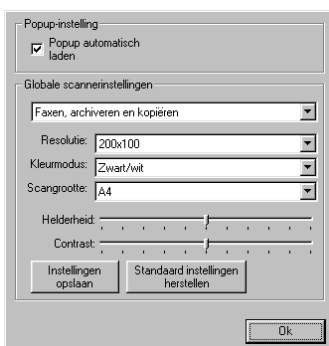 Popup-instelling
Popup automatisch
laden
Globale scannerinstellingen
Faxen, archiveren en kopiëren
Resolutie: 200x100
Kleurmodus: Zwart/wit
Scangrootte: A4
Helderheid:
Contrast:
Instellingen
opslaan
Standaard instellingen
herstellen
Ok